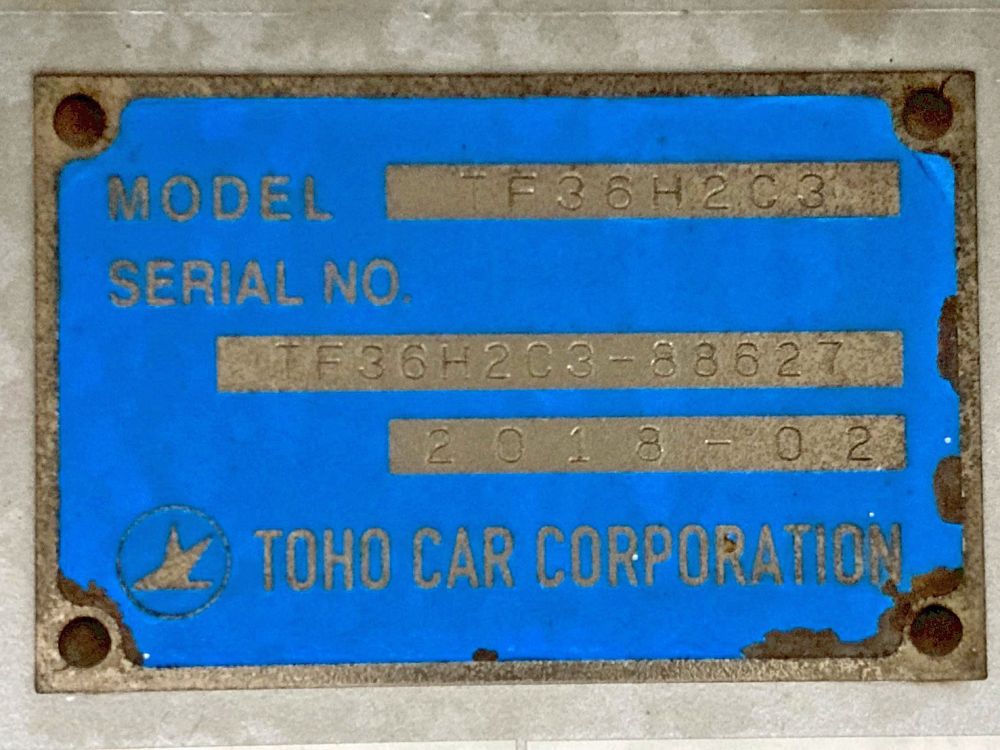 MODEL TF36H2C3
SERIAL NO.
TF36H2C3-88627
2018-02
TOHO CAR CORPORATION